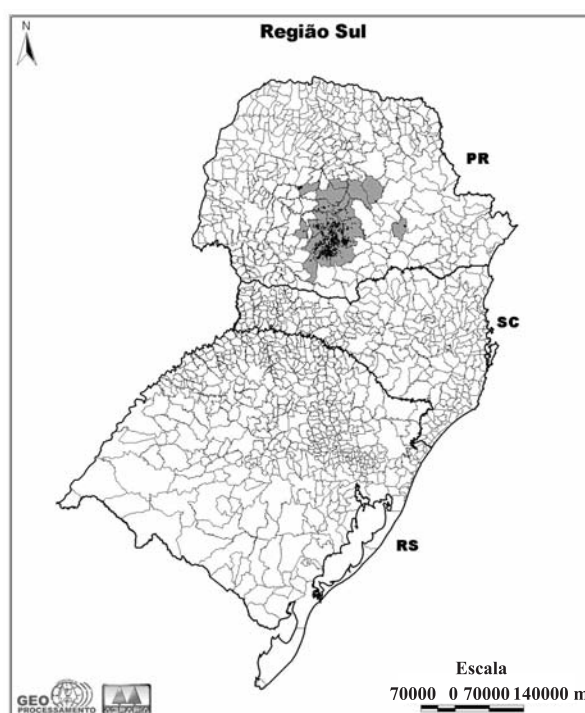 N
Região Sul
PR
SC
RS
GEO
PROCESSAMENTO
Escala
70000 0 70000 140000 m